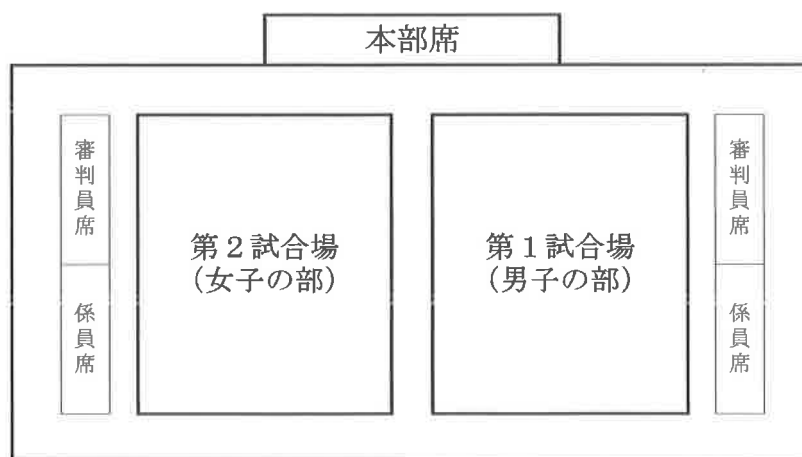 本部席
審判員席
係員席
第２試合場
(女子の部)
第１試合場
(男子の部)
審判員席
係員席